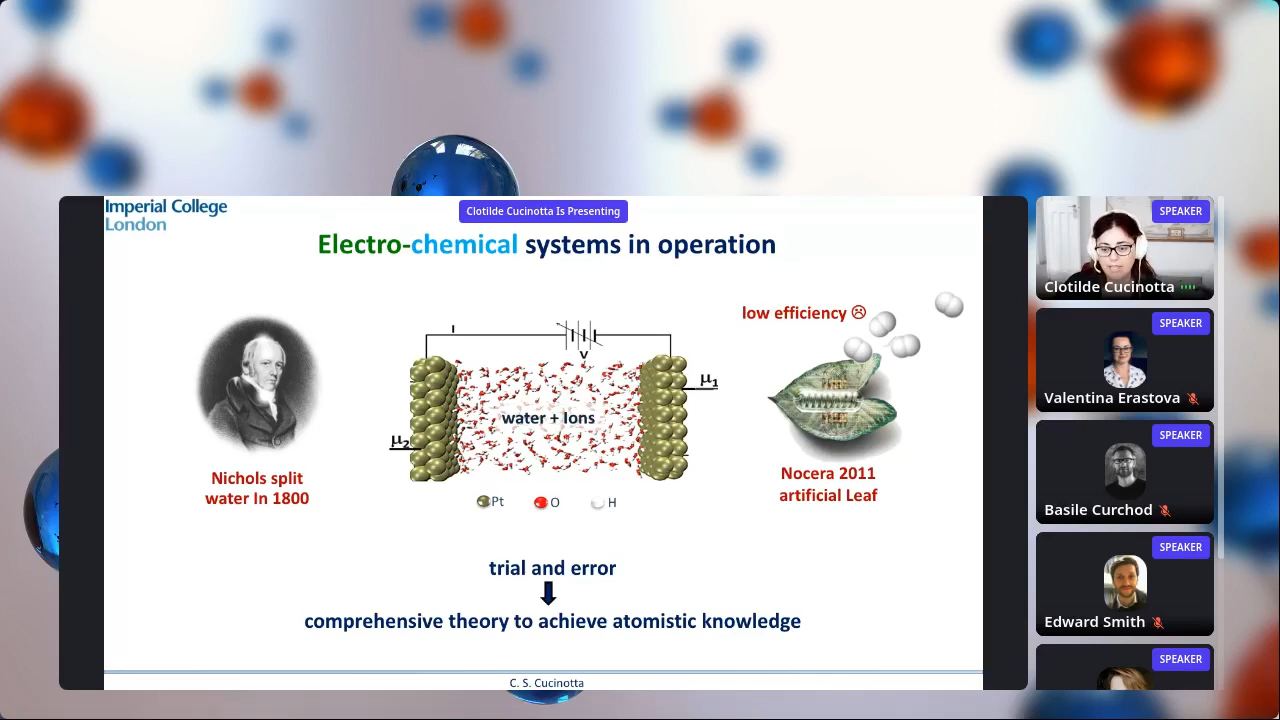 Imperial College
London
Clotilde Cucinotta Is Presenting
Electro-chemical systems in operation
low efficiency ☹
I
V
μ1
μ2
water + Ions
Nichols split
water In 1800
Nocera 2011
artificial Leaf
Pt O H
trial and error
comprehensive theory to achieve atomistic knowledge
C. S. Cucinotta
SPEAKER
Clotilde Cucinotta
SPEAKER
Valentina Erastova
SPEAKER
Basile Curchod
SPEAKER
Edward Smith
SPEAKER